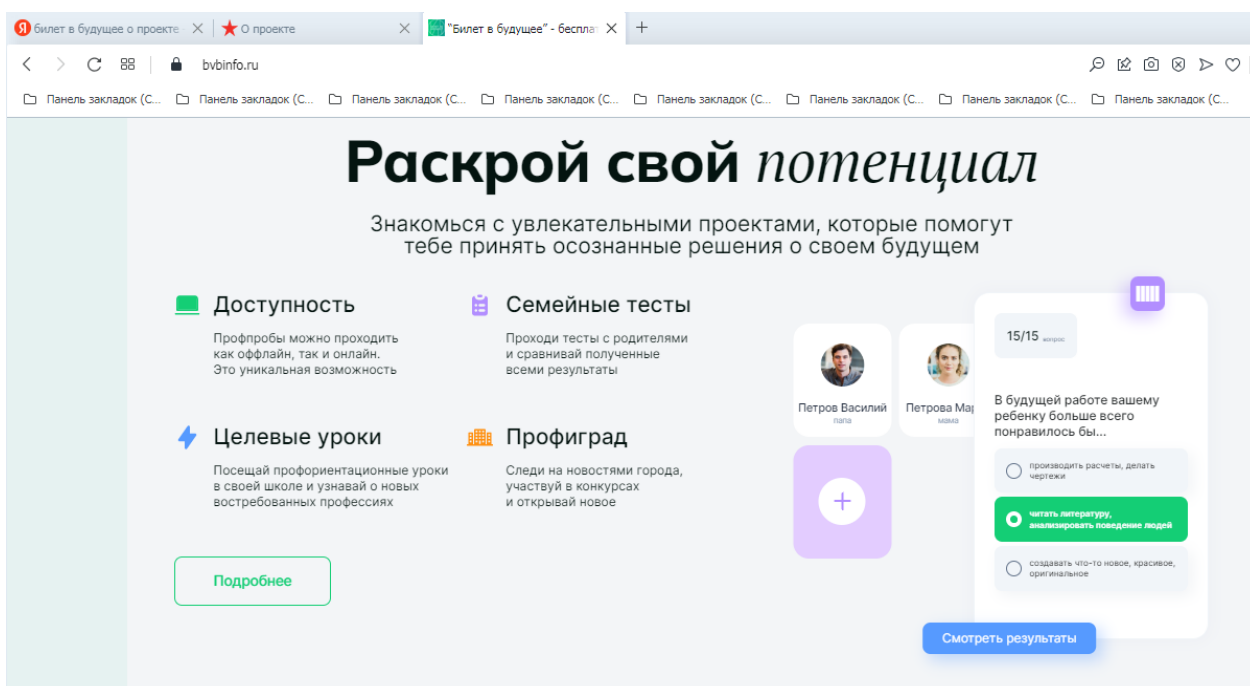 билет в будущее о проекте
О проекте
"Билет в будущее" - беспла
bvbinfo.ru
Панель закладок (С... Панель закладок (С... Панель закладок (С... Панель закладок (С... Панель закладок (С... Панель закладок (С... Панель закладок (С... Панель закладок (С...
Раскрой свой потенциал
Знакомься с увлекательными проектами, которые помогут
тебе принять осознанные решения о своем будущем
Доступность
Профпробы можно проходить
как оффлайн, так и онлайн.
Это уникальная возможность
Семейные тесты
Проходи тесты с родителями
и сравнивай полученные
всеми результаты
Целевые уроки
Посещай профориентационные уроки
в своей школе и узнавай о новых
востребованных профессиях
Профиград
Следи на новостями города,
участвуй в конкурсах
и открывай новое
Подробнее
Петров Василий
папа
Петрова Мар
мама
15/15 вопрос
В будущей работе вашему
ребенку больше всего
понравилось бы...
производить расчеты, делать
чертежи
читать литературу,
анализировать поведение людей
создавать что-то новое, красивое,
оригинальное
Смотреть результаты